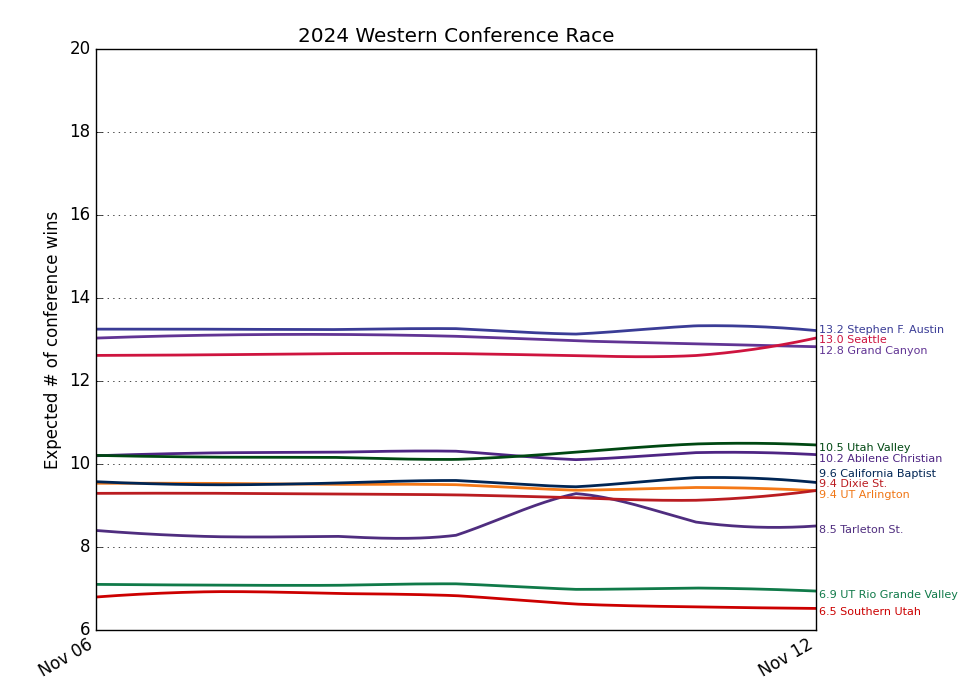 2024 Western Conference Race
Expected # of conference wins
20
18
16
14
12
10
8
6
Nov 06
Nov 12
13.2 Stephen F. Austin
13.0 Seattle
12.8 Grand Canyon
10.5 Utah Valley
10.2 Abilene Christian
9.6 California Baptist
9.4 Dixie St.
9.4 UT Arlington
8.5 Tarleton St.
6.9 UT Rio Grande Valley
6.5 Southern Utah